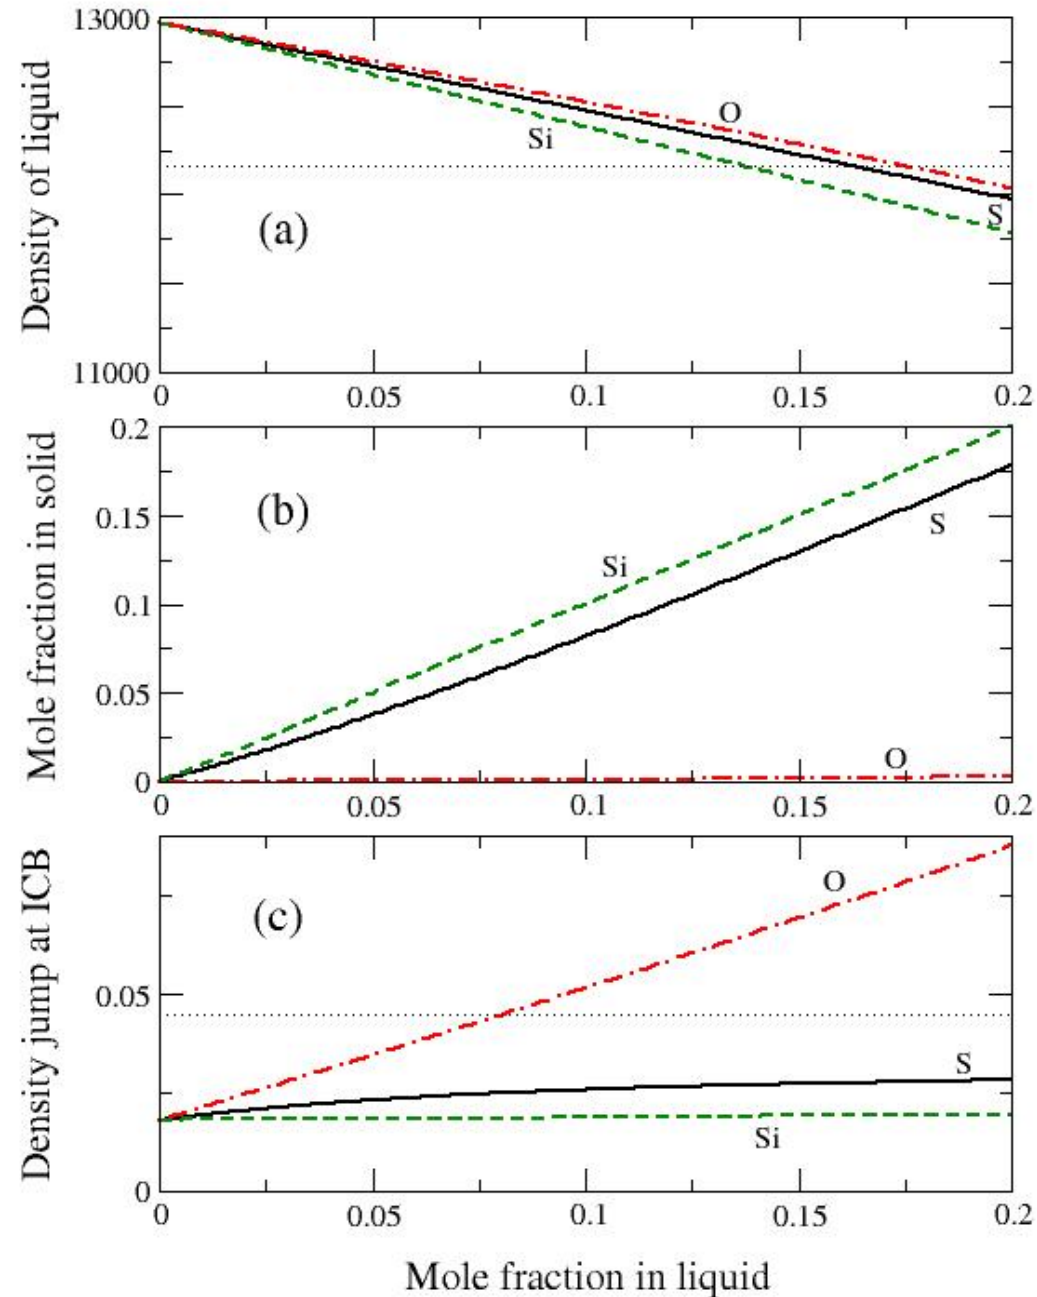 13000
Density of liquid
O
Si
(a)
S
11000
0 0.05 0.1 0.15 0.2
0.2
Mole fraction in solid
(b)
0.15
S
Si
0.1
0.05
O
0
0 0.05 0.1 0.15 0.2
Density jump at ICB
O
(c)
0.05
S
Si
0
0 0.05 0.1 0.15 0.2
Mole fraction in liquid